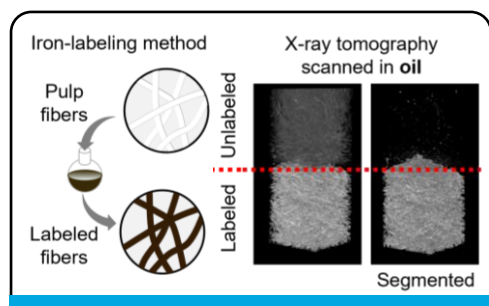 Iron-labeling method
Pulp
fibers
Labeled
fibers
X-ray tomography
scanned in oil
Unlabeled
Labeled
Segmented